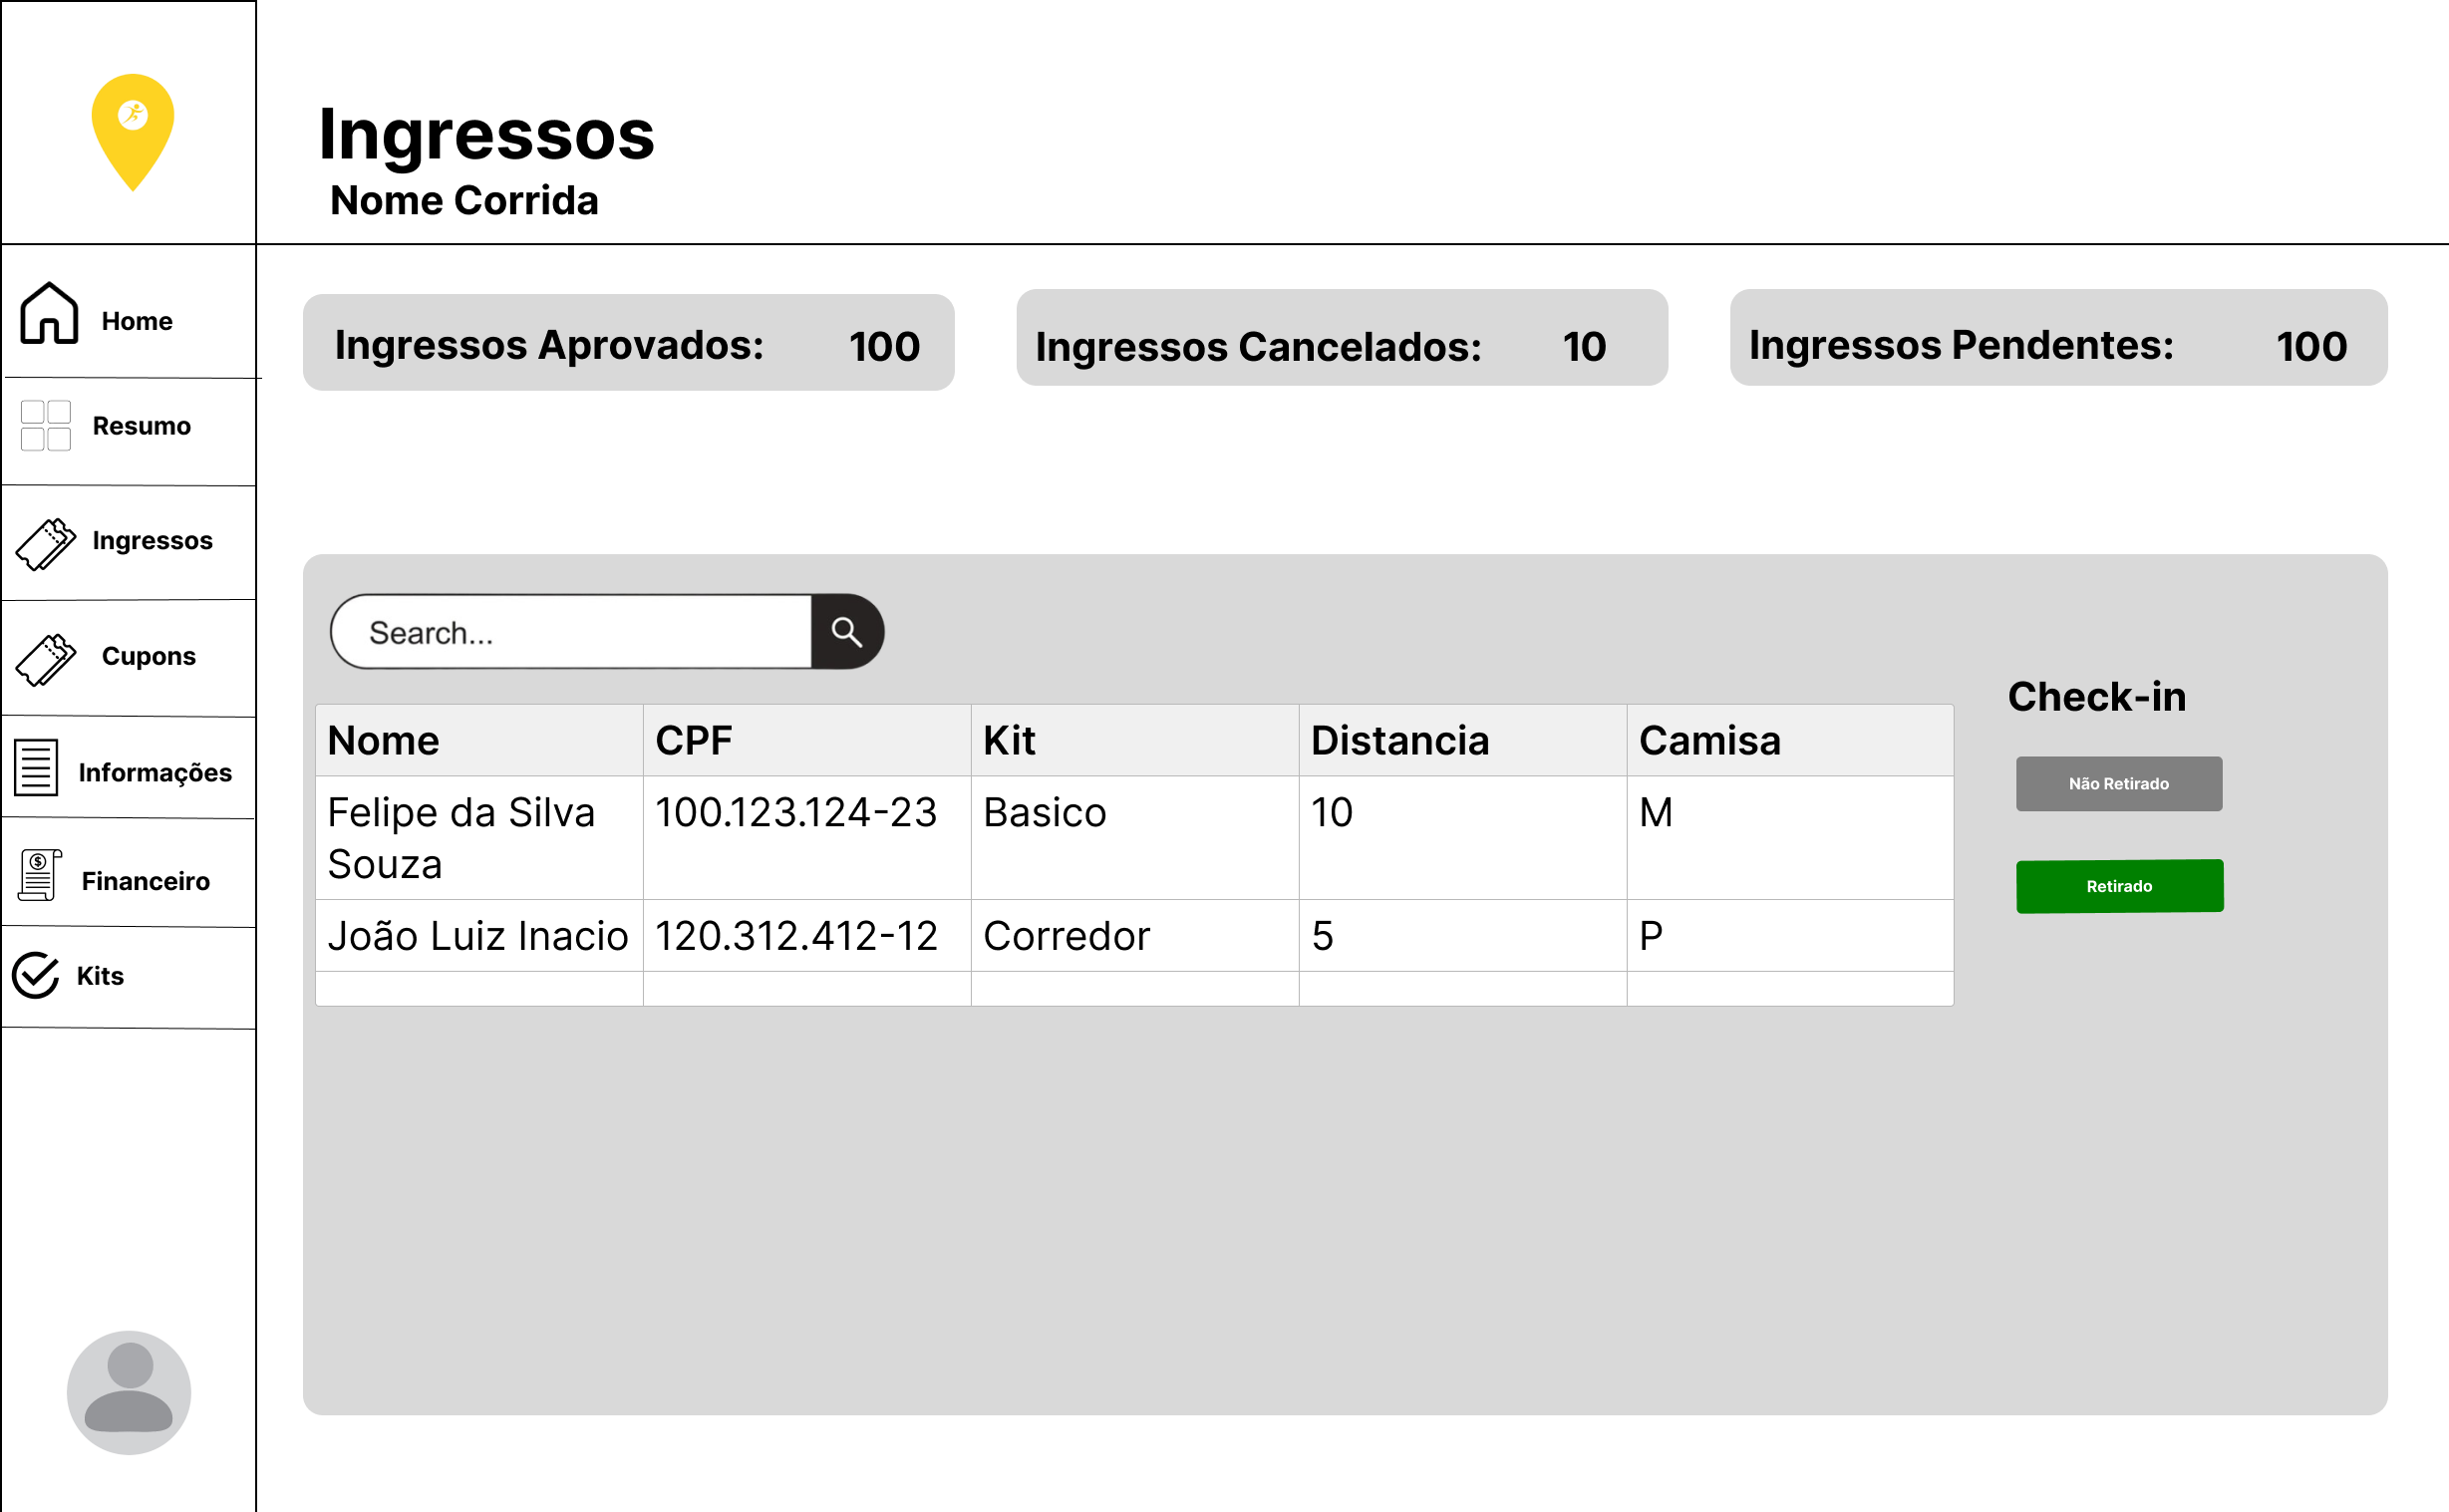 Ingressos
Nome Corrida
Home
Resumo
Ingressos
Cupons
Informações
Financeiro
Kits
Ingressos Aprovados: 100
Ingressos Cancelados: 10
Ingressos Pendentes: 100
Search...
Check-in
Nome CPF Kit Distancia Camisa
Felipe da Silva Souza 100.123.124-23 Basico 10 M
Não Retirado
João Luiz Inacio 120.312.412-12 Corredor 5 P
Retirado